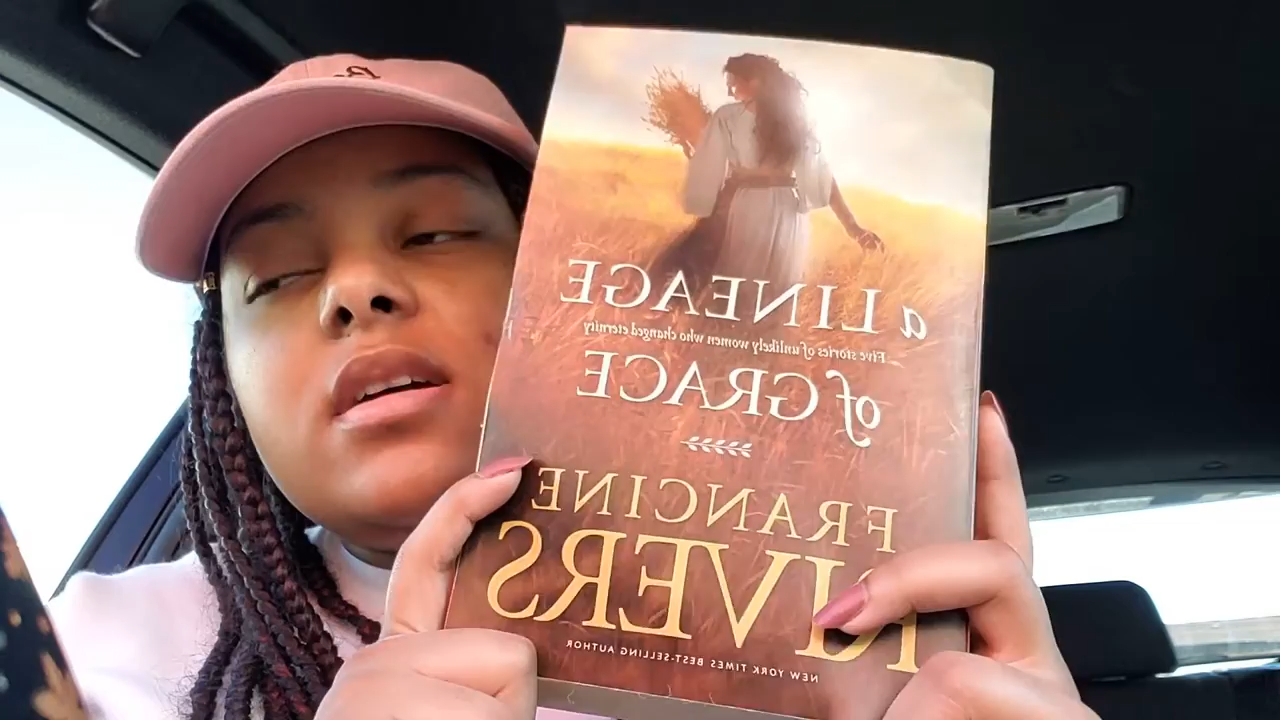 a LINEAGE
Five stories of unlikely women who changed eternity
of GRACE
FRANCINE
RIVERS
NEW YORK TIMES BEST-SELLING AUTHOR